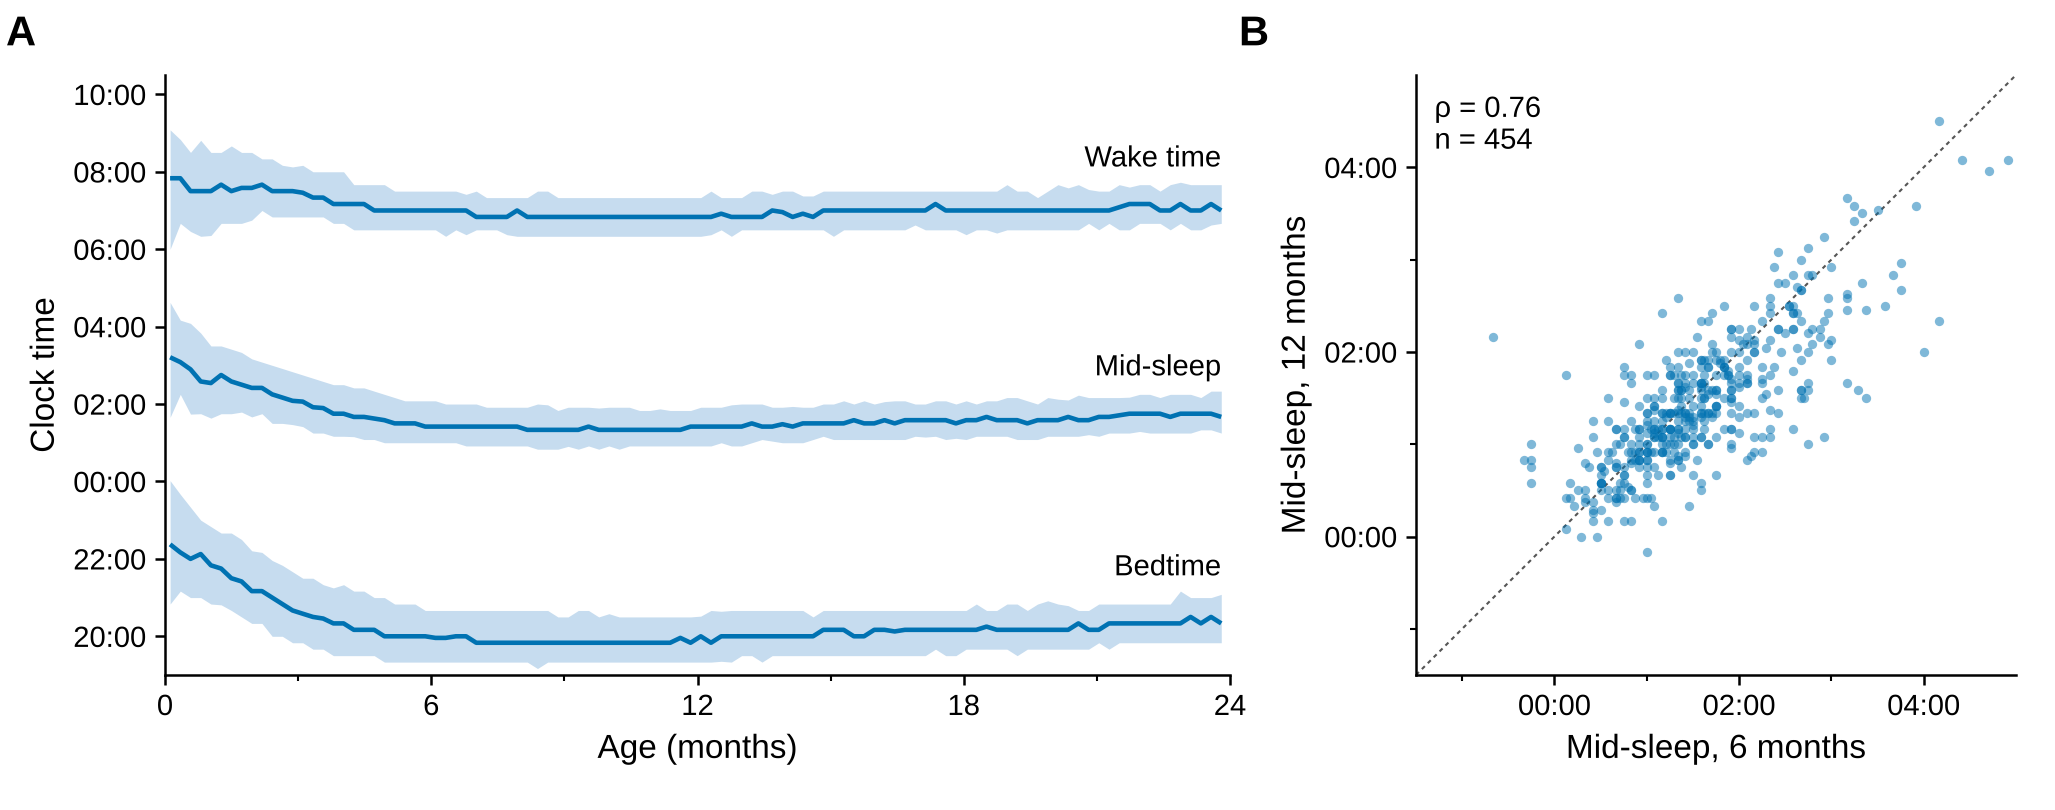 A
Clock time
10:00
08:00
06:00
04:00
02:00
00:00
22:00
20:00
Wake time
Mid-sleep
Bedtime
0 6 12 18 24
Age (months)
B
ρ = 0.76
n = 454
Mid-sleep, 12 months
04:00
02:00
00:00
00:00 02:00 04:00
Mid-sleep, 6 months